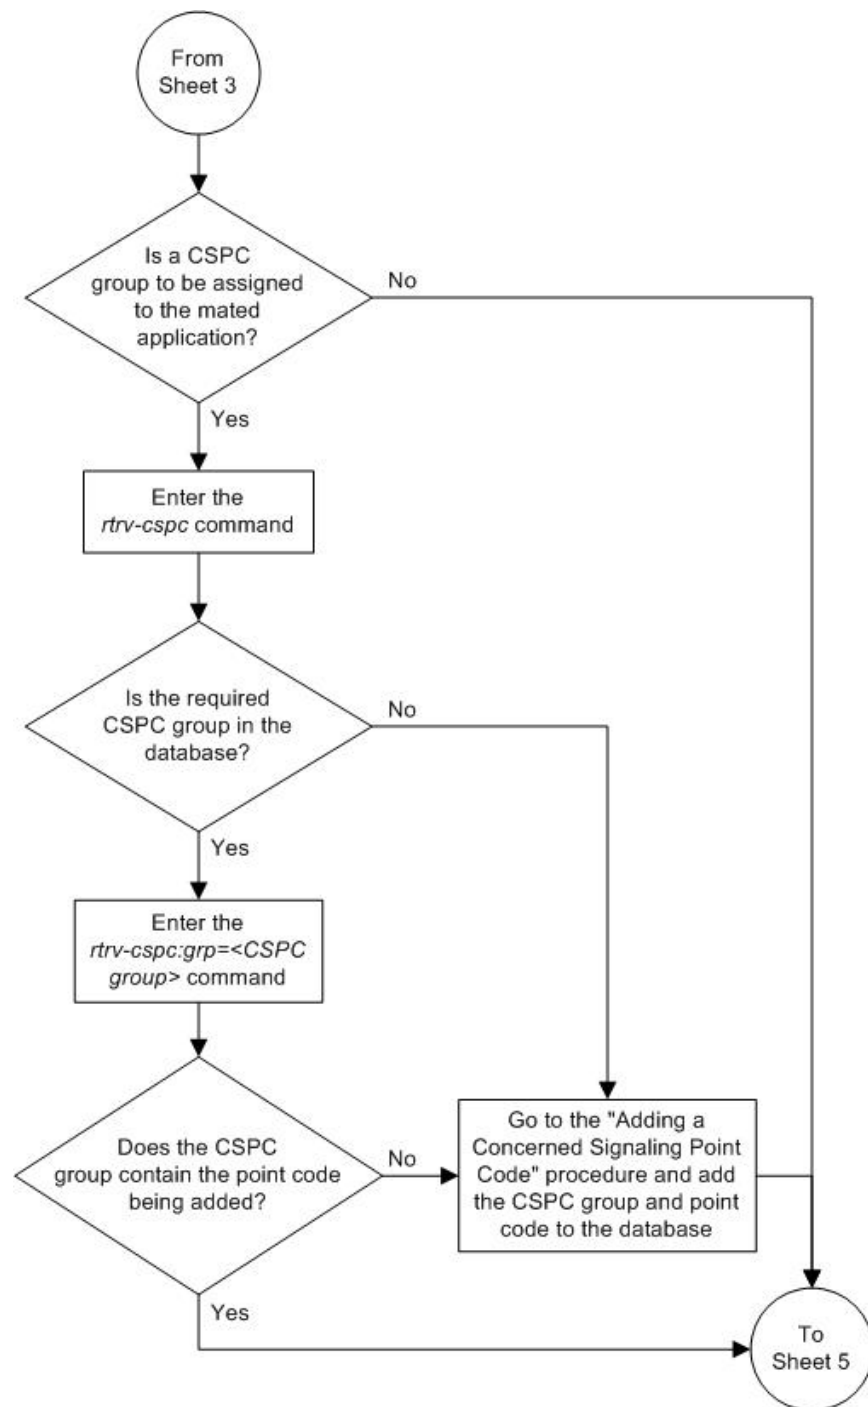 From
Sheet 3
Is a CSPC
group to be assigned
to the mated
application?
No
Yes
Enter the
rtrv-cspc command
Is the required
CSPC group in the
database?
No
Yes
Enter the
rtrv-cspc:grp=<CSPC
group> command
Does the CSPC
group contain the point code
being added?
No
Go to the "Adding a
Concerned Signaling Point
Code" procedure and add
the CSPC group and point
code to the database
Yes
To
Sheet 5